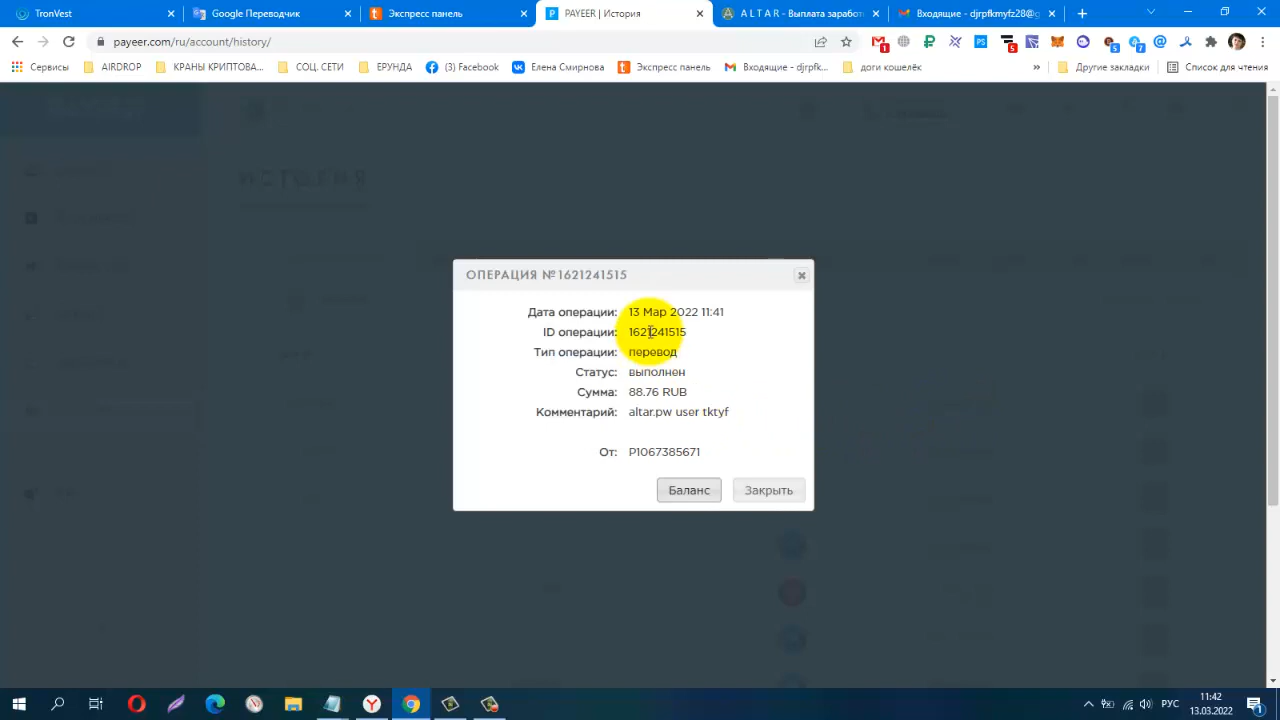 TronVest
Google Переводчик
Экспресс панель
PAYEER | История
A L T A R - Выплата заработ
Входящие - djrpfkmyfz28@g
payeer.com/ru/account/history/
Сервисы
AIRDROP
КРАНЫ КРИПТОВА...
СОЦ. СЕТИ
ЕРУНДА
(3) Facebook
Елена Смирнова
Экспресс панель
Входящие - djrpfk...
доги кошелёк
»
Другие закладки
Список для чтения
ИСТОРИЯ
ОПЕРАЦИЯ №1621241515
Дата операции: 13 Мар 2022 11:41
ID операции: 1621241515
Тип операции: перевод
Статус: выполнен
Сумма: 88.76 RUB
Комментарий: altar.pw user tktyf
От: P1067385671
Баланс
Закрыть
РУС
11:42
13.03.2022